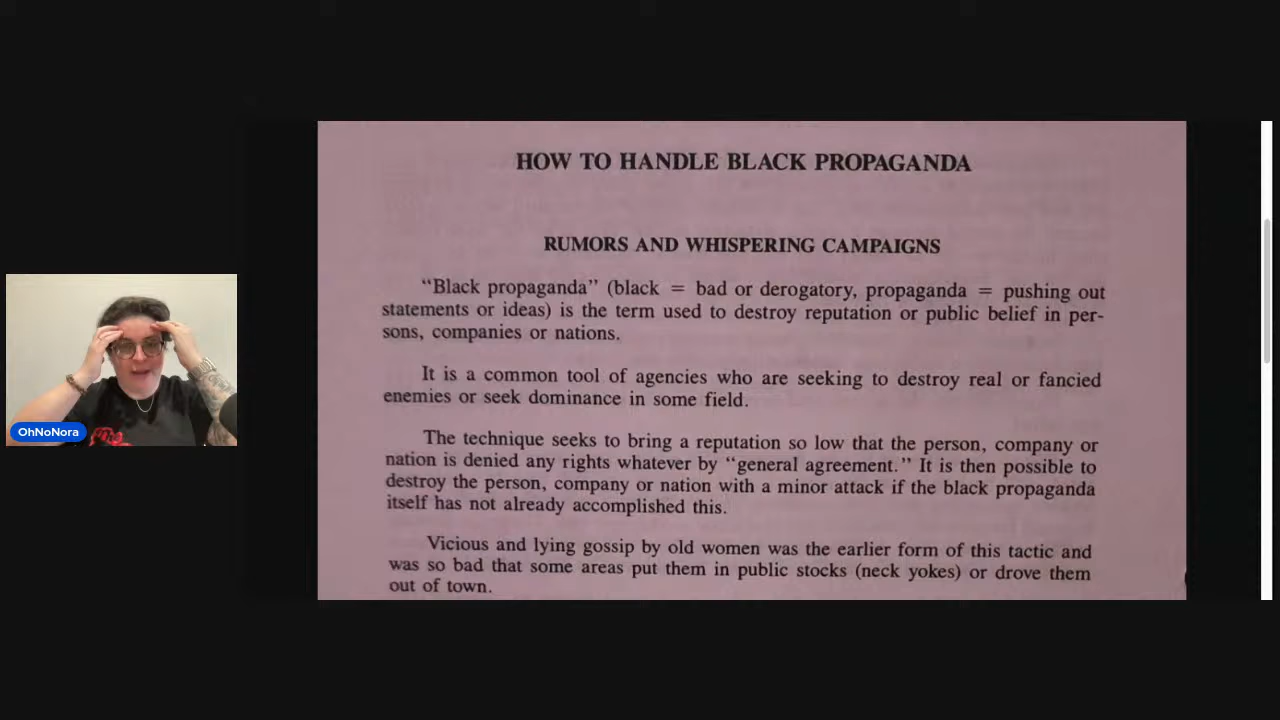 HOW TO HANDLE BLACK PROPAGANDA
RUMORS AND WHISPERING CAMPAIGNS
“Black propaganda” (black = bad or derogatory, propaganda = pushing out
statements or ideas) is the term used to destroy reputation or public belief in per-
sons, companies or nations.
It is a common tool of agencies who are seeking to destroy real or fancied
enemies or seek dominance in some field.
The technique seeks to bring a reputation so low that the person, company or
nation is denied any rights whatever by “general agreement.” It is then possible to
destroy the person, company or nation with a minor attack if the black propaganda
itself has not already accomplished this.
Vicious and lying gossip by old women was the earlier form of this tactic and
was so bad that some areas put them in public stocks (neck yokes) or drove them
out of town.
OhNoNora